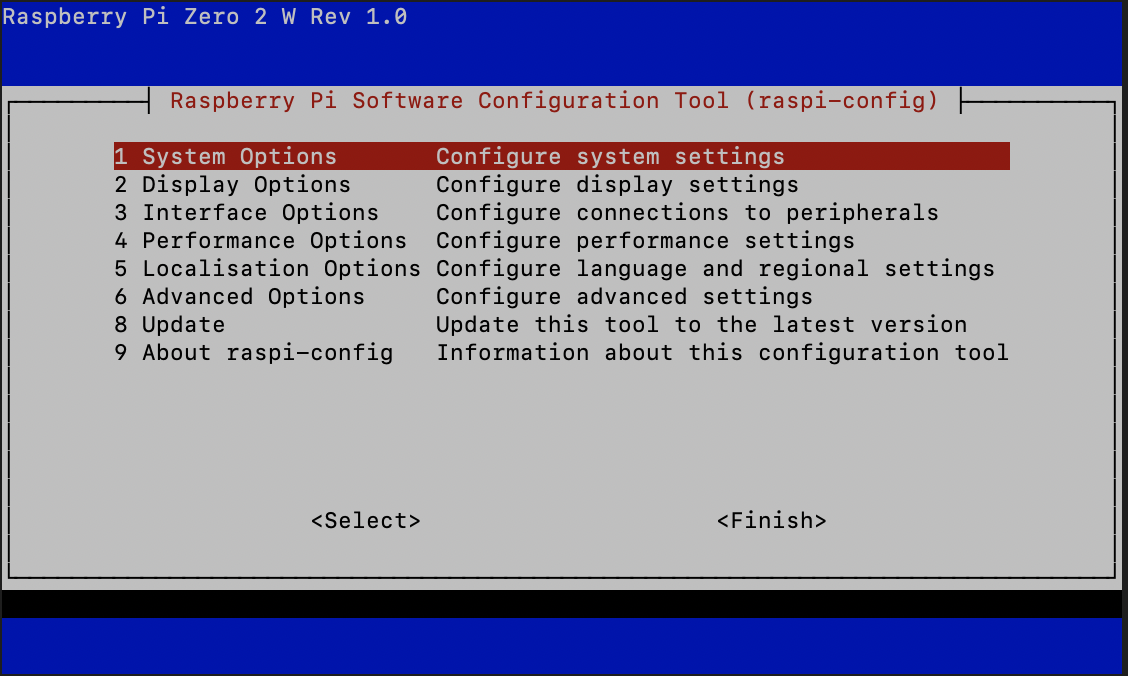 Raspberry Pi Zero 2 W Rev 1.0
Raspberry Pi Software Configuration Tool (raspi-config)
1 System Options Configure system settings
2 Display Options Configure display settings
3 Interface Options Configure connections to peripherals
4 Performance Options Configure performance settings
5 Localisation Options Configure language and regional settings
6 Advanced Options Configure advanced settings
8 Update Update this tool to the latest version
9 About raspi-config Information about this configuration tool
<Select> <Finish>